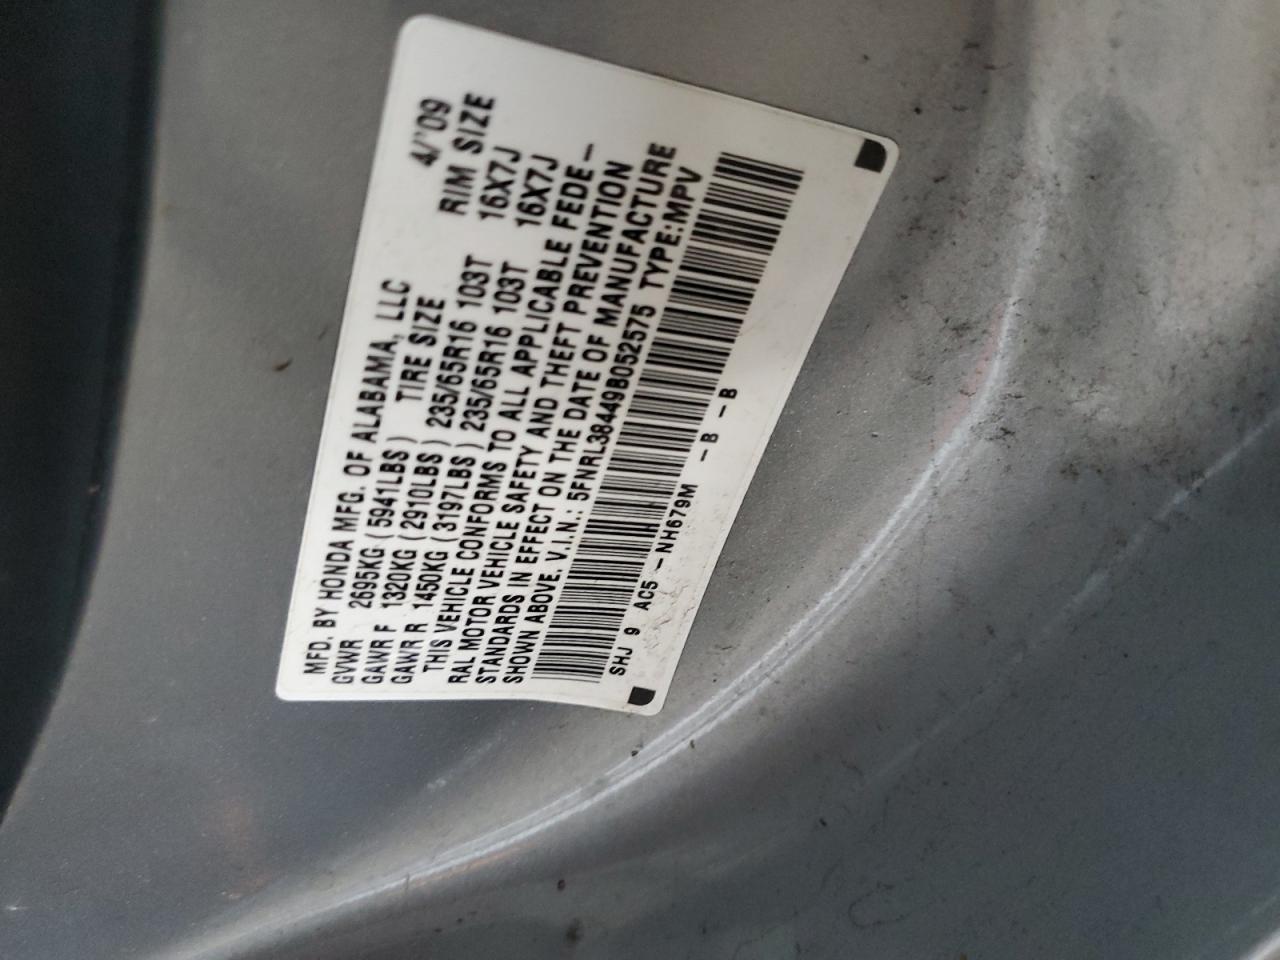 MFD. BY HONDA MFG. OF ALABAMA, LLC 4/'09
GVWR 2695KG (5941LBS) TIRE SIZE RIM SIZE
GAWR F 1320KG (2910LBS) 235/65R16 103T 16X7J
GAWR R 1450KG (3197LBS) 235/65R16 103T 16X7J
THIS VEHICLE CONFORMS TO ALL APPLICABLE FEDE-
RAL MOTOR VEHICLE SAFETY AND THEFT PREVENTION
STANDARDS IN EFFECT ON THE DATE OF MANUFACTURE
SHOWN ABOVE. V.I.N.: 5FNRL38449B052575 TYPE:MPV
SHJ 9 AC5 -NH679M -B -B